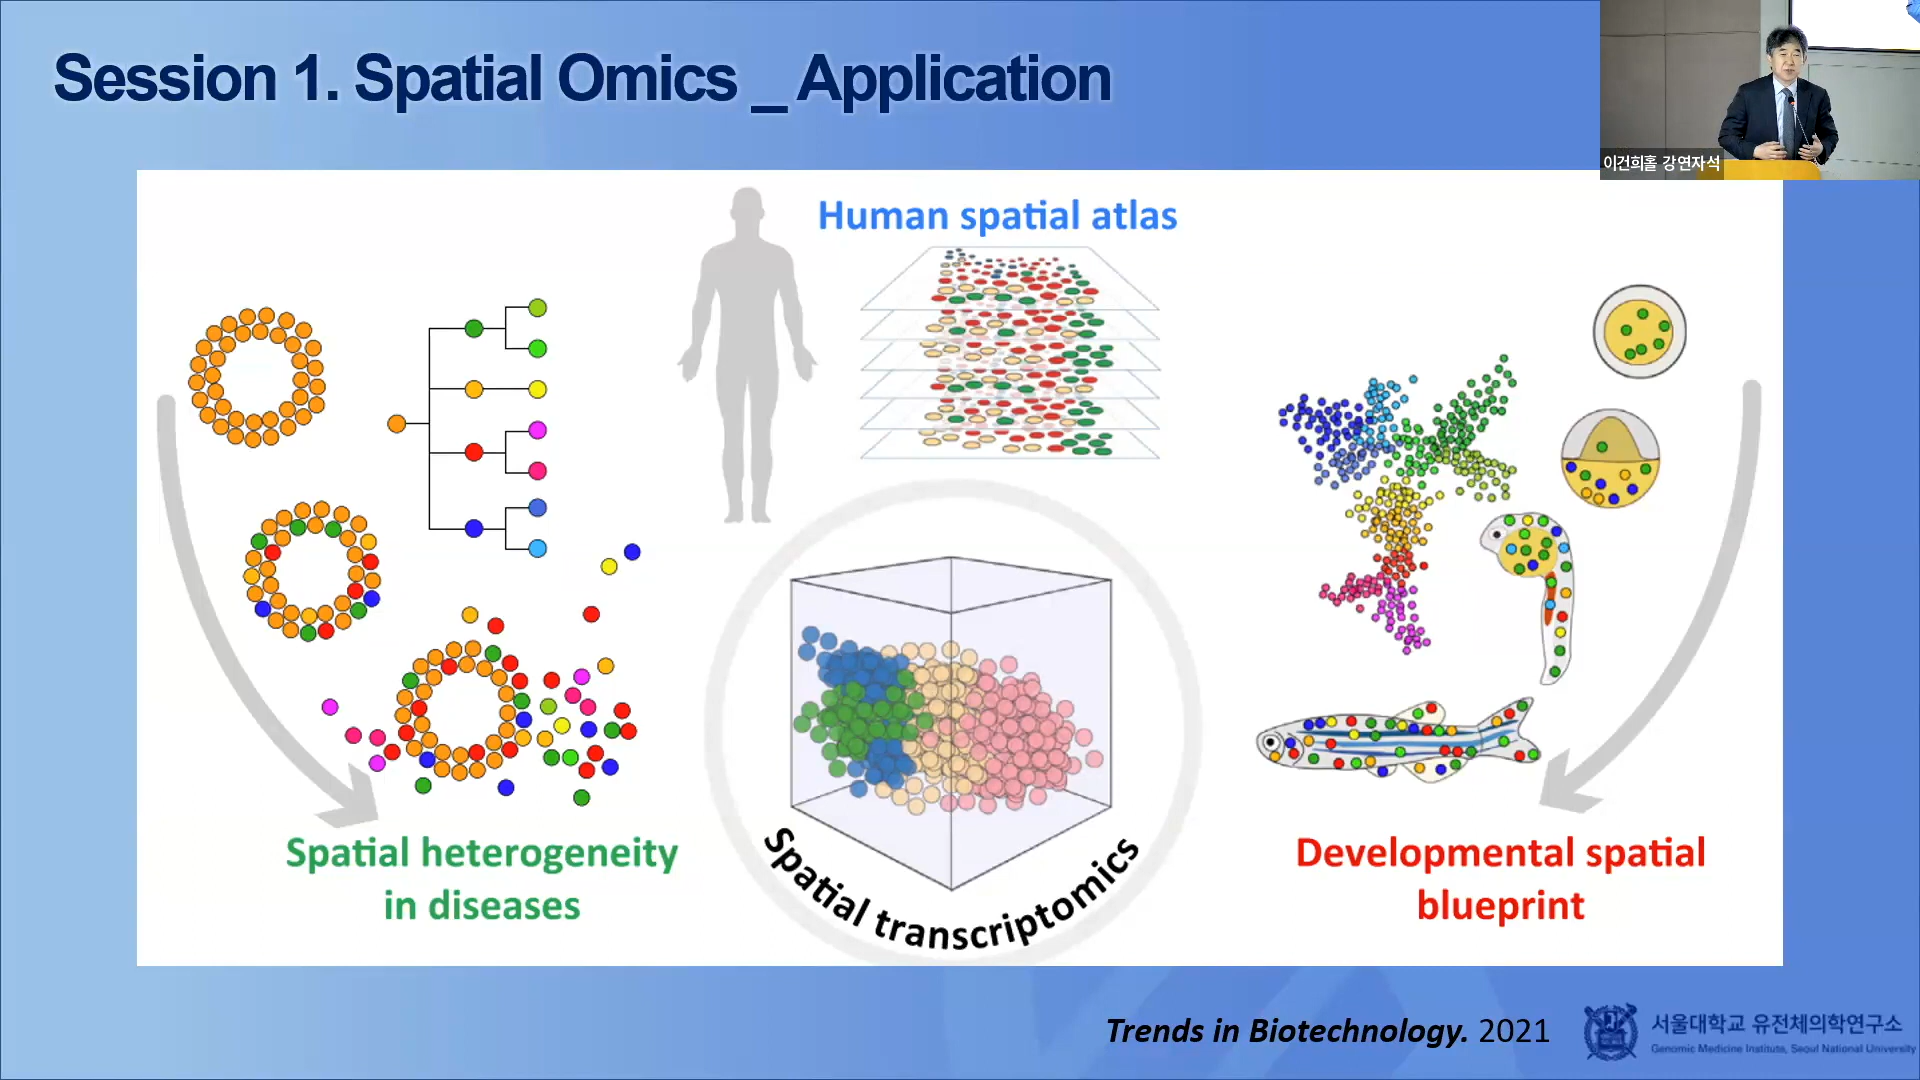 Session 1. Spatial Omics _ Application
이건희홀 강연자석
Human spatial atlas
Spatial heterogeneity
in diseases
Spatial transcriptomics
Developmental spatial
blueprint
Trends in Biotechnology. 2021
서울대학교 유전체의학연구소
Genomic Medicine Institute, Seoul National University